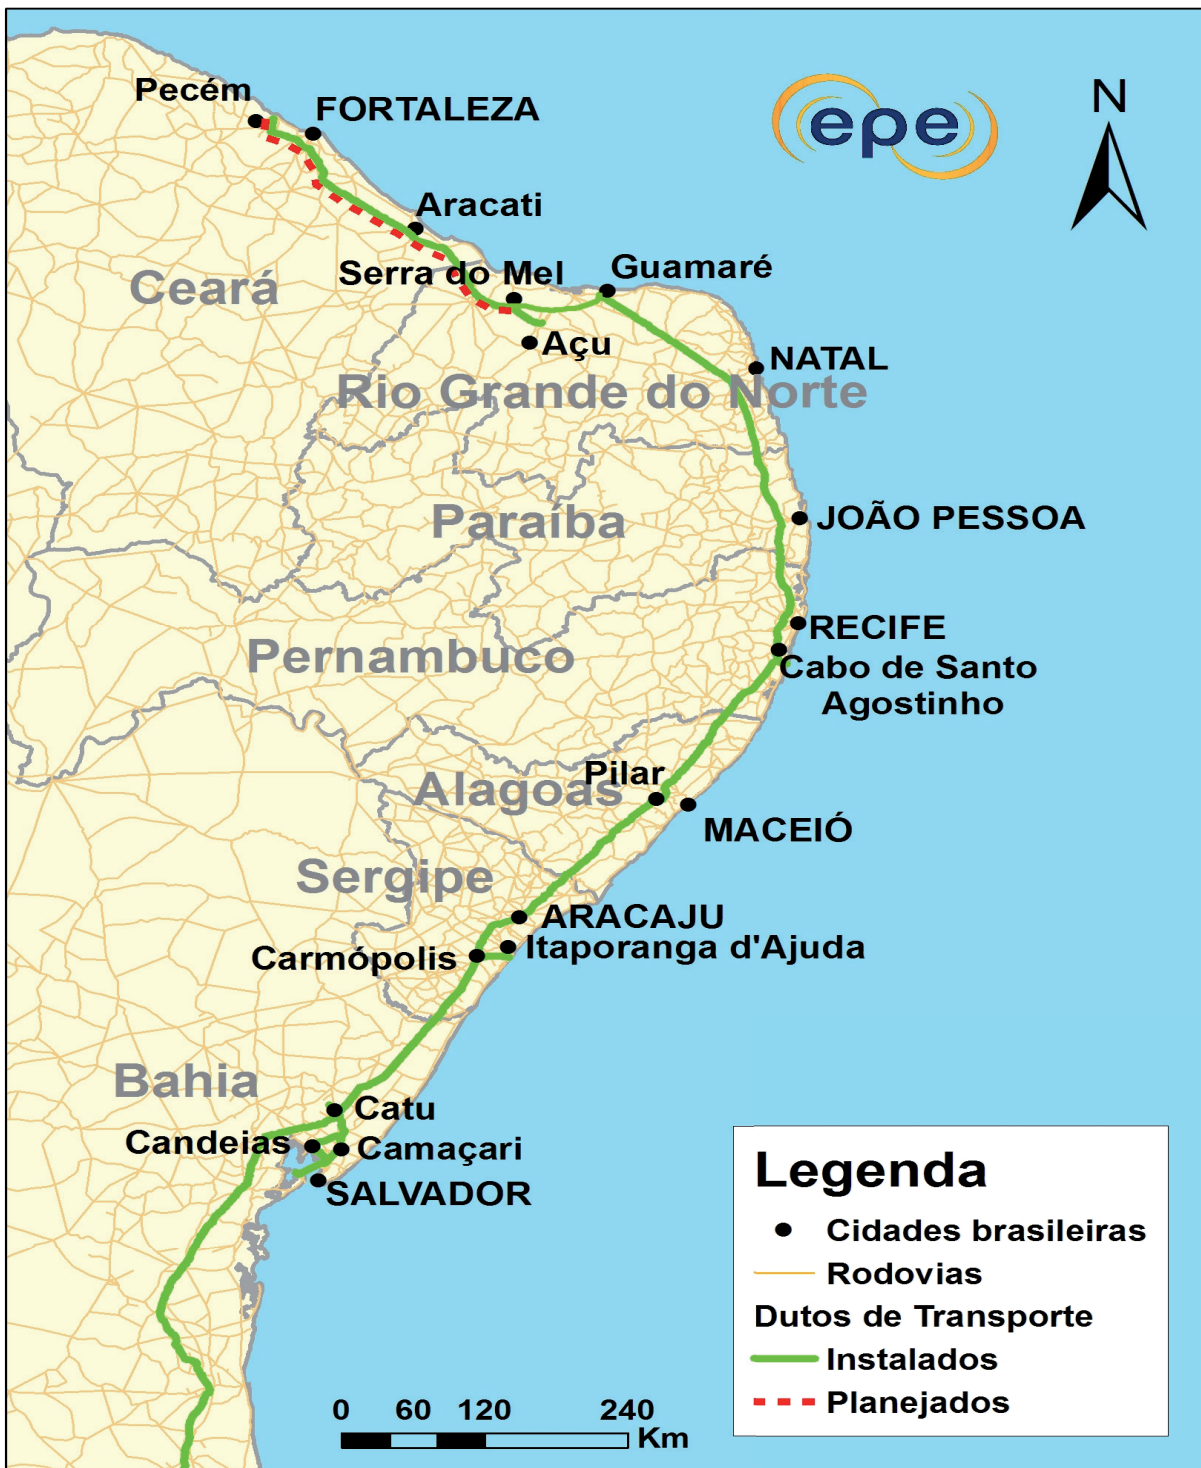 Pecém
FORTALEZA
epe
N
Aracati
Ceará
Serra do Mel
Guamaré
Açu
NATAL
Rio Grande do Norte
Paraíba
JOÃO PESSOA
RECIFE
Pernambuco
Cabo de Santo
Agostinho
Pilar
Alagoas
MACEIÓ
Sergipe
ARACAJU
Itaporanga d'Ajuda
Carmópolis
Bahia
Catu
Candeias
Camaçari
SALVADOR
Legenda
Cidades brasileiras
Rodovias
Dutos de Transporte
Instalados
Planejados
0 60 120 240
Km